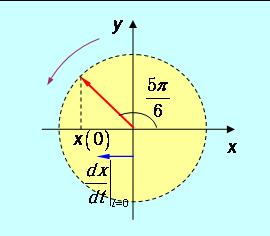 y
5π/6
x(0)
x
dx/dt|t=0